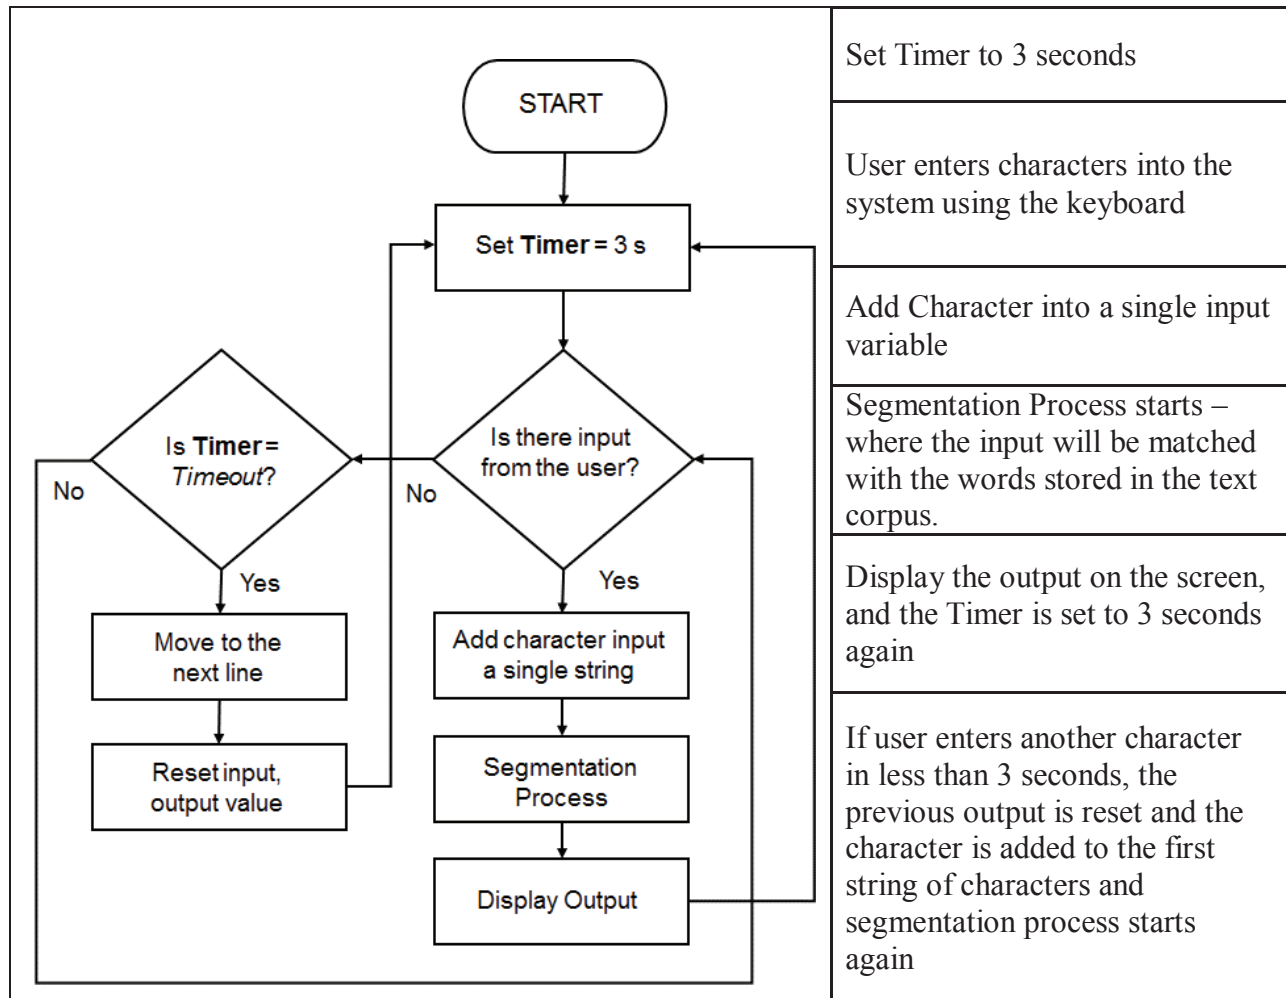 START
Set Timer = 3 s
Is there input
from the user?
No
Yes
Is Timer =
Timeout?
No
Yes
Move to the
next line
Reset input,
output value
Add character input
a single string
Segmentation
Process
Display Output
Set Timer to 3 seconds
User enters characters into the
system using the keyboard
Add Character into a single input
variable
Segmentation Process starts –
where the input will be matched
with the words stored in the text
corpus.
Display the output on the screen,
and the Timer is set to 3 seconds
again
If user enters another character
in less than 3 seconds, the
previous output is reset and the
character is added to the first
string of characters and
segmentation process starts
again